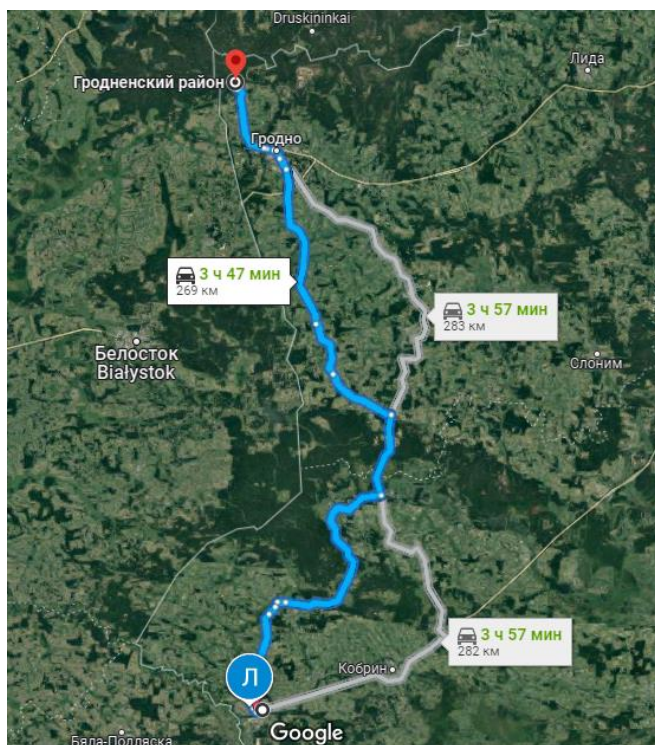 Druskininkai
Лида
Гродненский район
Гродно
3 ч 47 мин
269 км
3 ч 57 мин
283 км
Белосток
Białystok
Слоним
3 ч 57 мин
282 км
Кобрин
Л
Google
Бяла-Подляска